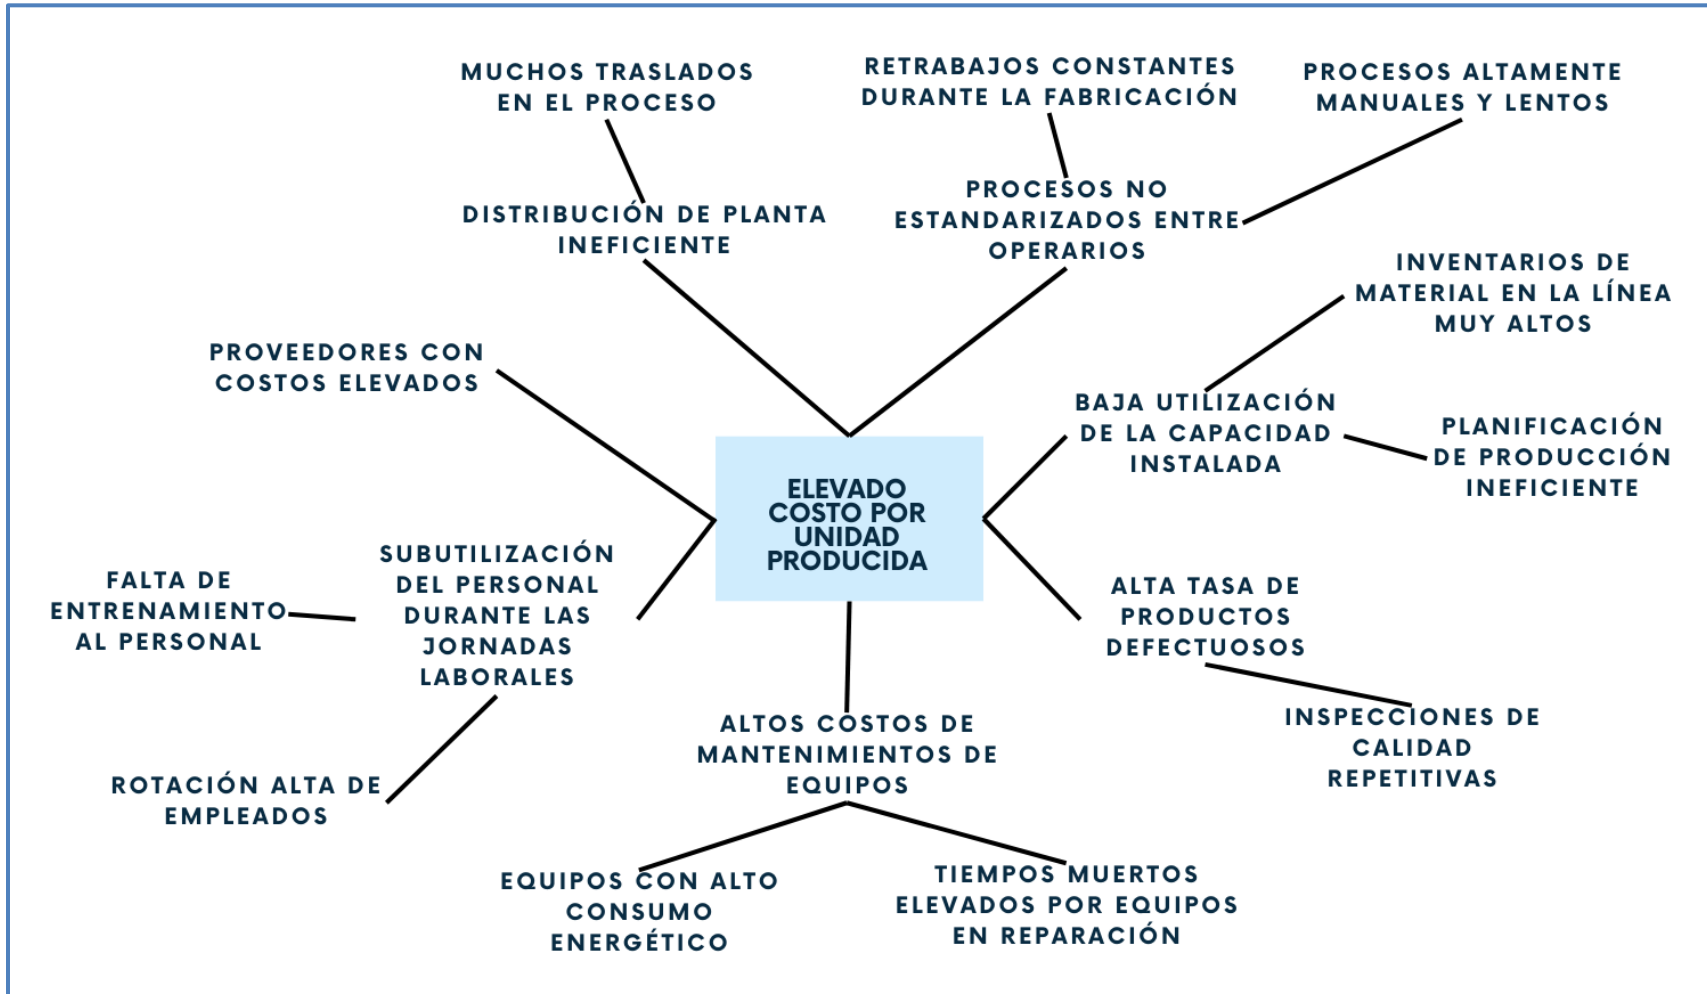 MUCHOS TRASLADOS
EN EL PROCESO
RETRABAJOS CONSTANTES
DURANTE LA FABRICACIÓN
PROCESOS ALTAMENTE
MANUALES Y LENTOS
DISTRIBUCIÓN DE PLANTA
INEFICIENTE
PROCESOS NO
ESTANDARIZADOS ENTRE
OPERARIOS
INVENTARIOS DE
MATERIAL EN LA LÍNEA
MUY ALTOS
PROVEEDORES CON
COSTOS ELEVADOS
BAJA UTILIZACIÓN
DE LA CAPACIDAD
INSTALADA
PLANIFICACIÓN
DE PRODUCCIÓN
INEFICIENTE
ELEVADO
COSTO POR
UNIDAD
PRODUCIDA
FALTA DE
ENTRENAMIENTO
AL PERSONAL
SUBUTILIZACIÓN
DEL PERSONAL
DURANTE LAS
JORNADAS
LABORALES
ALTA TASA DE
PRODUCTOS
DEFECTUOSOS
ROTACIÓN ALTA DE
EMPLEADOS
ALTOS COSTOS DE
MANTENIMIENTOS DE
EQUIPOS
INSPECCIONES DE
CALIDAD
REPETITIVAS
EQUIPOS CON ALTO
CONSUMO
ENERGÉTICO
TIEMPOS MUERTOS
ELEVADOS POR EQUIPOS
EN REPARACIÓN